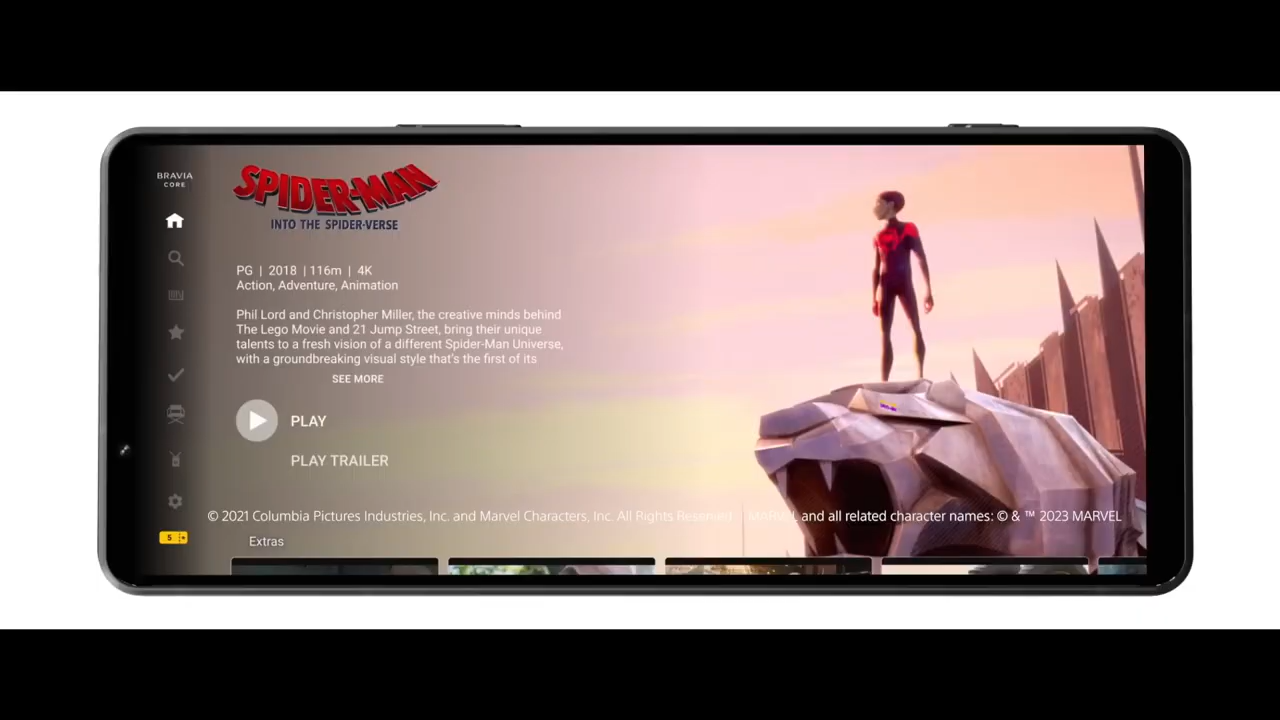 BRAVIA
CORE
SPIDER-MAN
INTO THE SPIDER-VERSE
PG | 2018 | 116m | 4K
Action, Adventure, Animation
Phil Lord and Christopher Miller, the creative minds behind
The Lego Movie and 21 Jump Street, bring their unique
talents to a fresh vision of a different Spider-Man Universe,
with a groundbreaking visual style that's the first of its
SEE MORE
PLAY
PLAY TRAILER
© 2021 Columbia Pictures Industries, Inc. and Marvel Characters, Inc. All Rights Reserved. | MARVEL and all related character names: © & ™ 2023 MARVEL
5
Extras